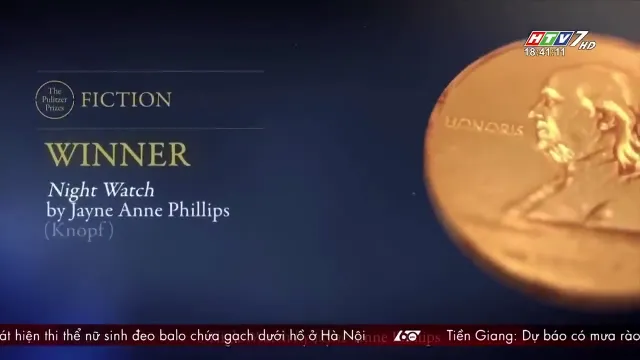 HTV7 HD
18:41:11
The
Pulitzer
Prizes
FICTION
HONORIS
WINNER
Night Watch
by Jayne Anne Phillips
(Knopf)
át hiện thi thể nữ sinh đeo balo chứa gạch dưới hồ ở Hà Nội 60 Tiền Giang: Dự báo có mưa rào